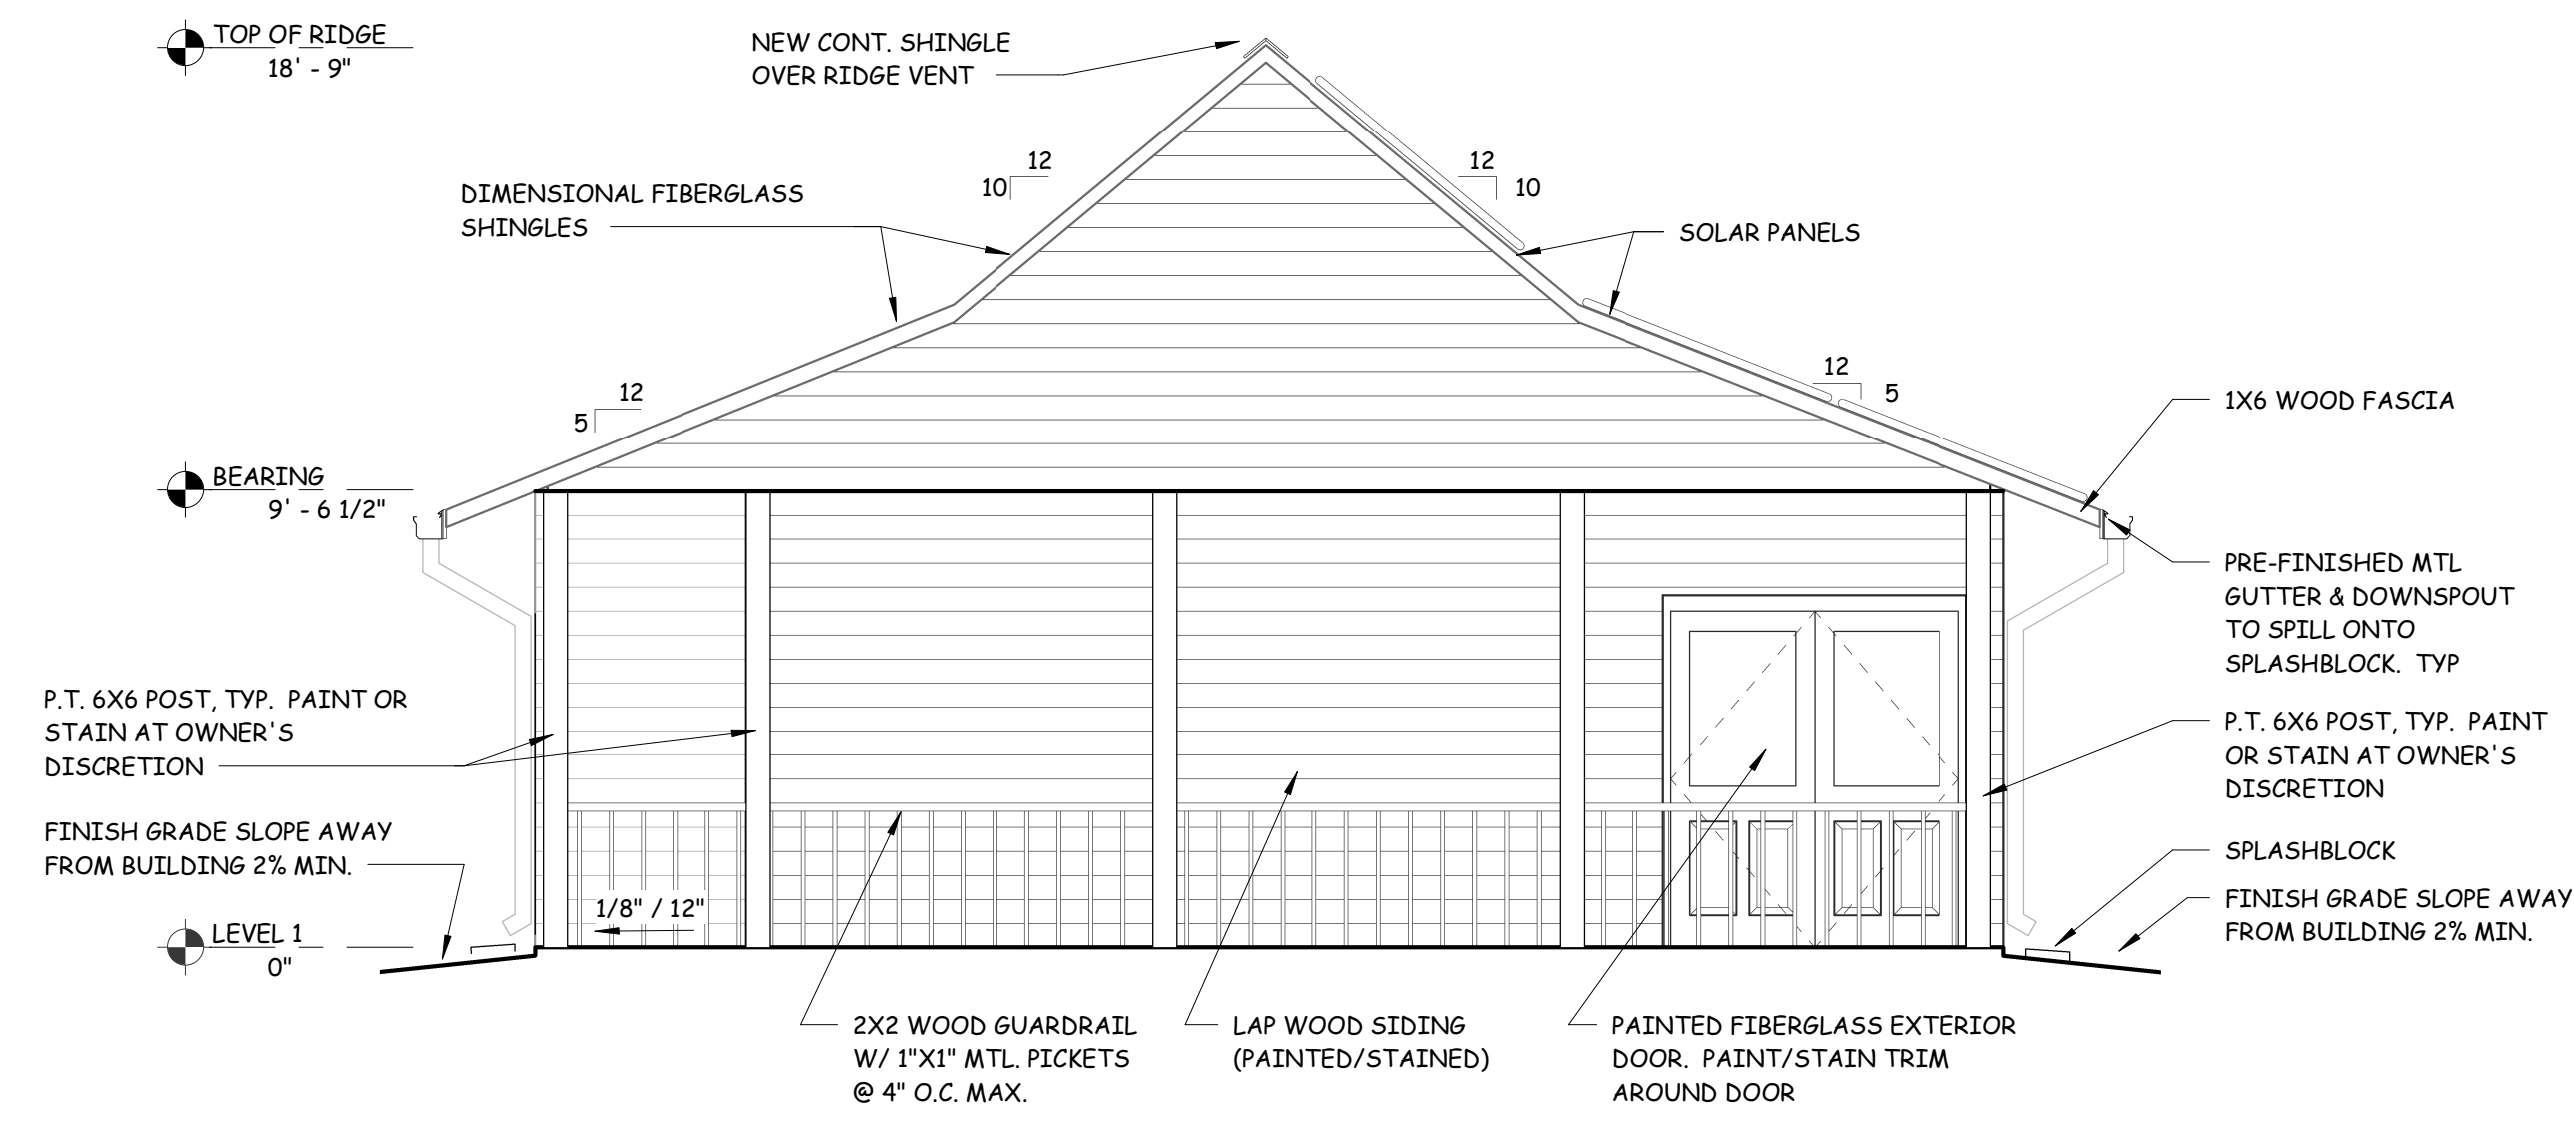 TOP OF RIDGE
18' - 9"
NEW CONT. SHINGLE
OVER RIDGE VENT
12
10
12
10
DIMENSIONAL FIBERGLASS
SHINGLES
SOLAR PANELS
12
5
12
5
1X6 WOOD FASCIA
BEARING
9' - 6 1/2"
PRE-FINISHED MTL
GUTTER & DOWNSPOUT
TO SPILL ONTO
SPLASHBLOCK. TYP
P.T. 6X6 POST, TYP. PAINT OR
STAIN AT OWNER'S
DISCRETION
P.T. 6X6 POST, TYP. PAINT
OR STAIN AT OWNER'S
DISCRETION
FINISH GRADE SLOPE AWAY
FROM BUILDING 2% MIN.
SPLASHBLOCK
FINISH GRADE SLOPE AWAY
FROM BUILDING 2% MIN.
1/8" / 12"
LEVEL 1
0"
2X2 WOOD GUARDRAIL
W/ 1"X1" MTL. PICKETS
@ 4" O.C. MAX.
LAP WOOD SIDING
(PAINTED/STAINED)
PAINTED FIBERGLASS EXTERIOR
DOOR. PAINT/STAIN TRIM
AROUND DOOR